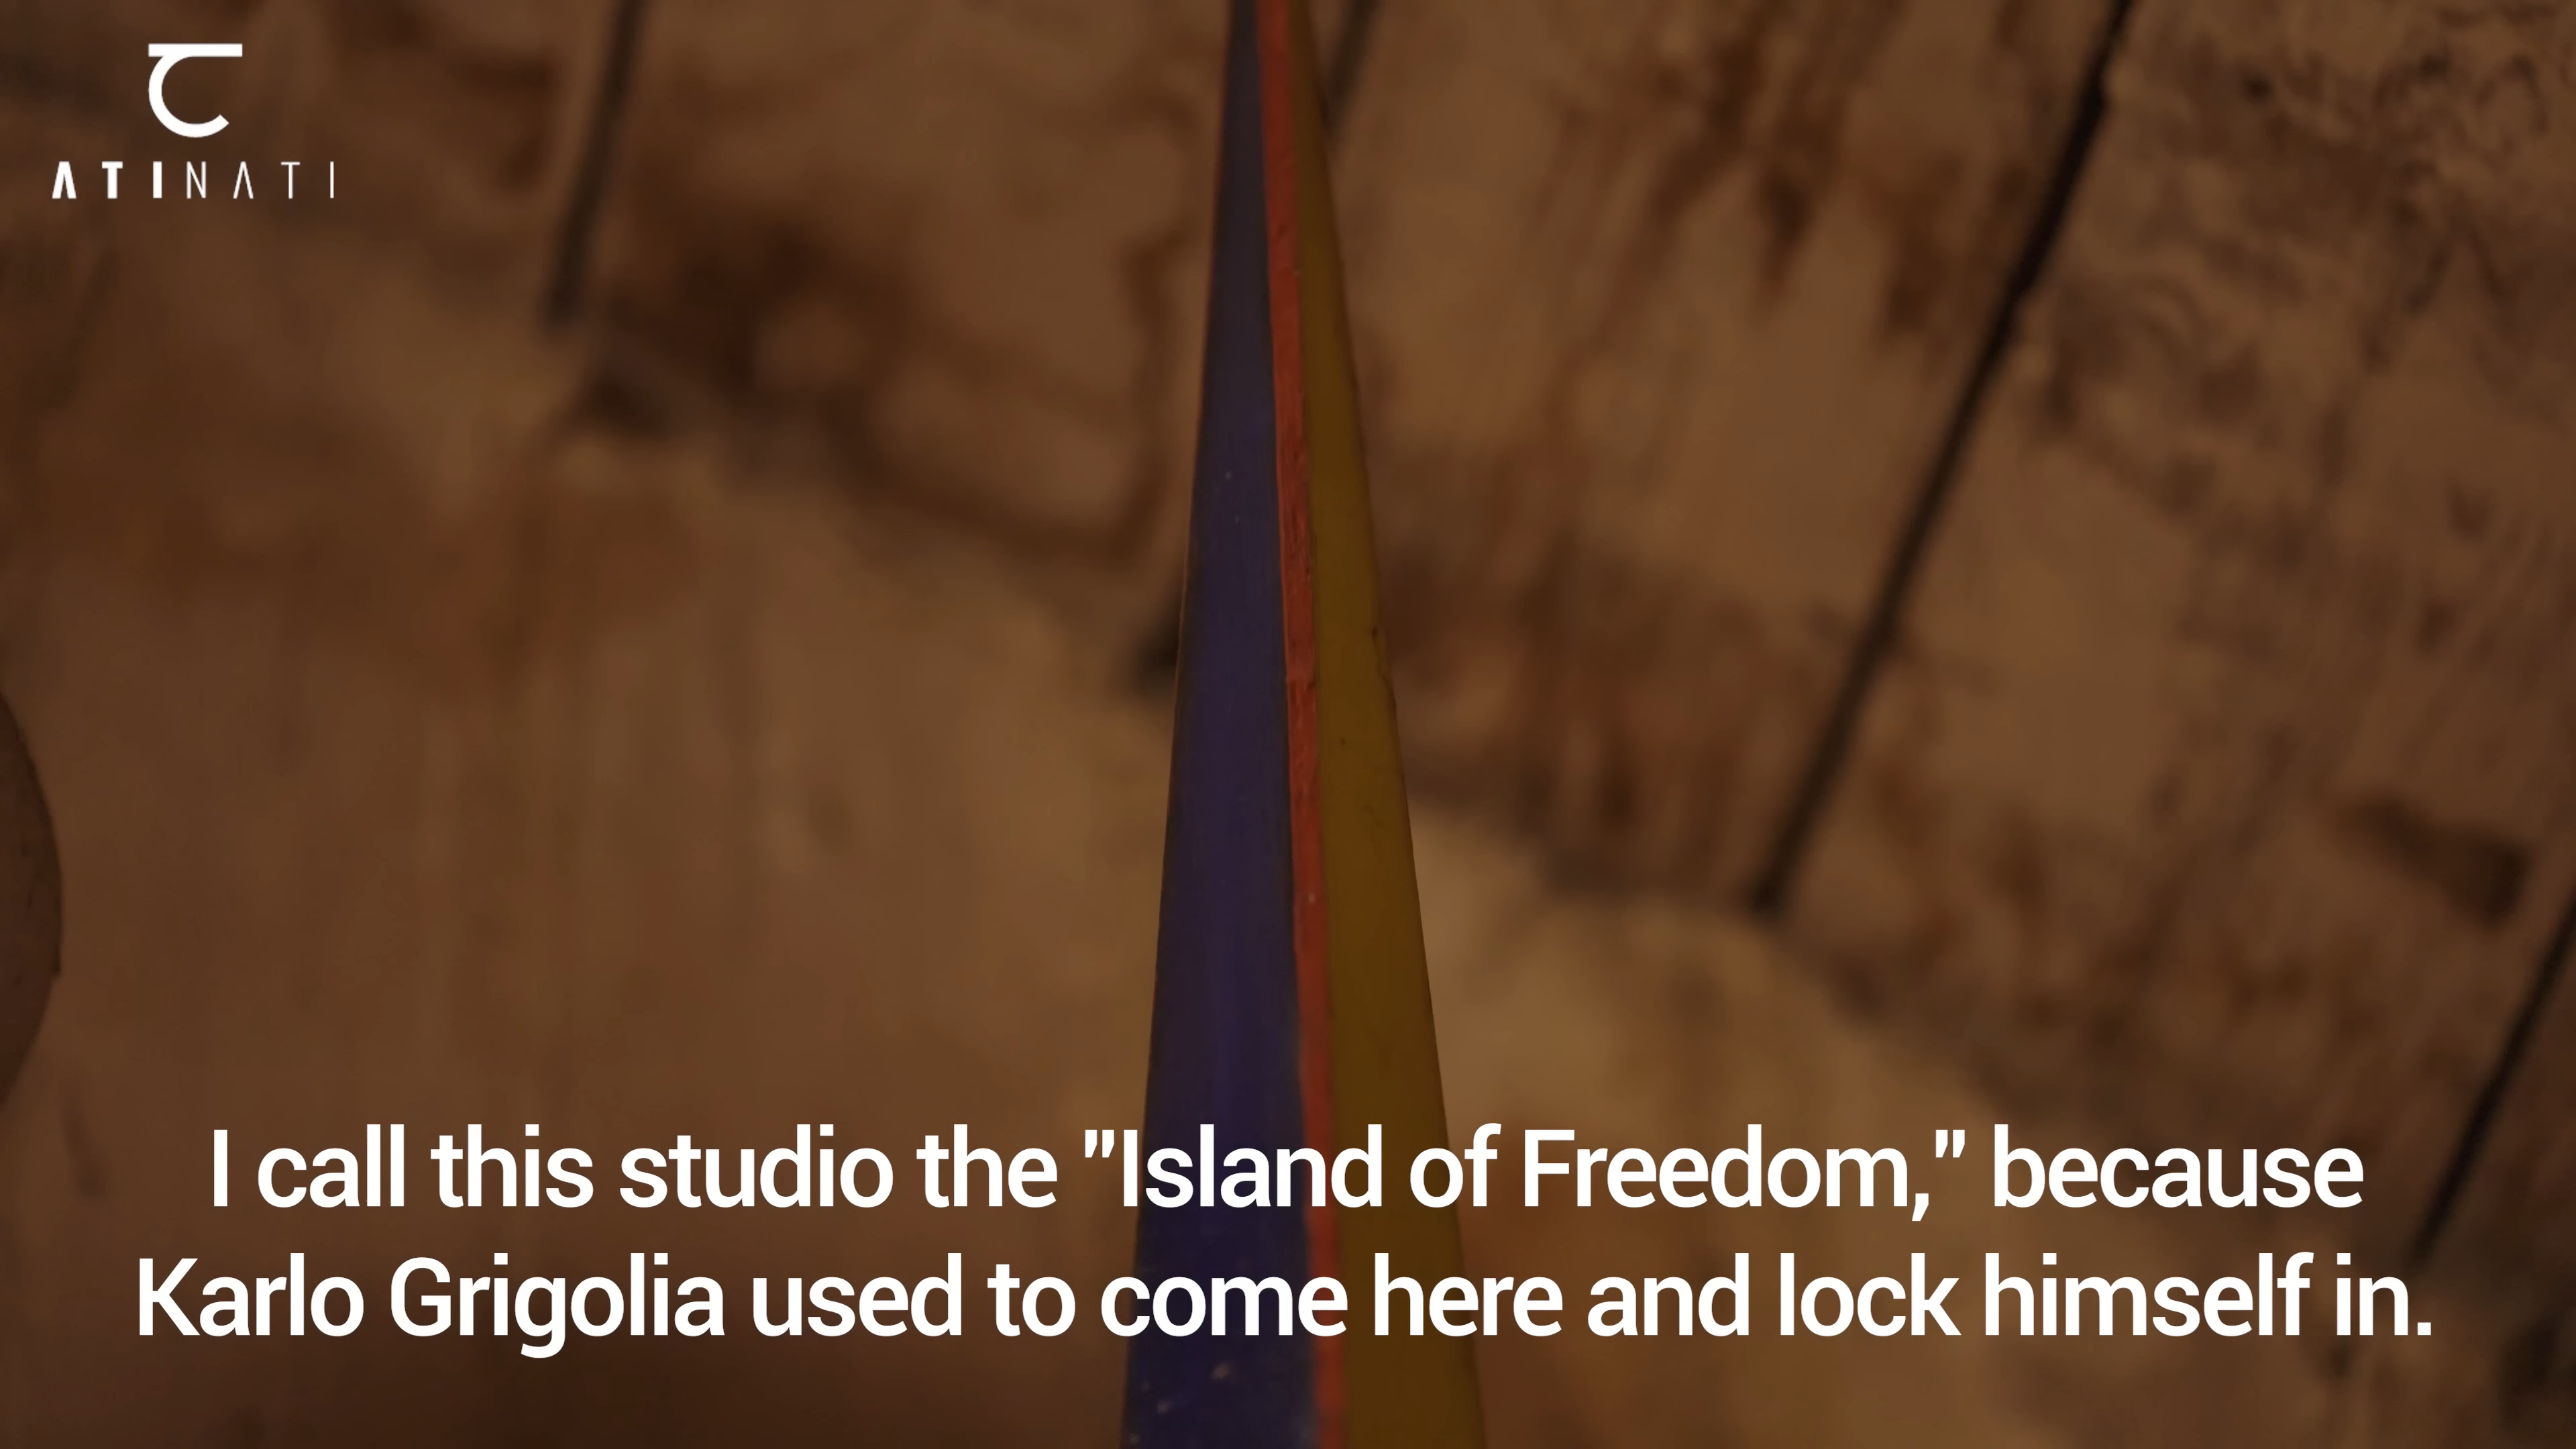 ATINATI
I call this studio the "Island of Freedom," because
Karlo Grigolia used to come here and lock himself in.